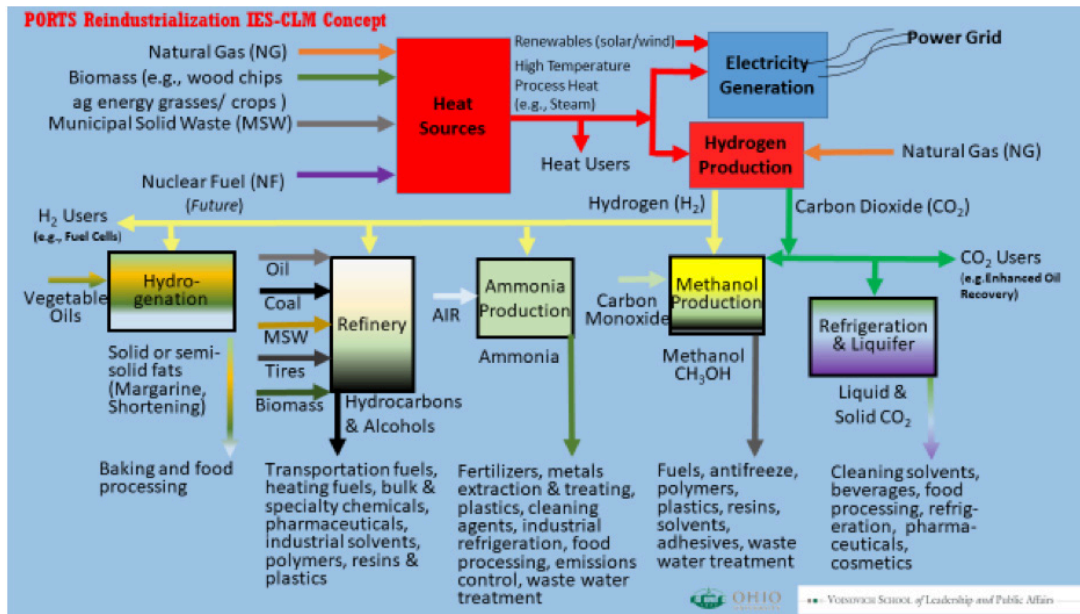 PORTS Reindustrialization IES-CLM Concept
Natural Gas (NG)
Biomass (e.g., wood chips
ag energy grasses/ crops )
Municipal Solid Waste (MSW)
Nuclear Fuel (NF)
(Future)
Heat
Sources
Renewables (solar/wind)
High Temperature
Process Heat
(e.g., Steam)
Heat Users
Electricity
Generation
Power Grid
Hydrogen
Production
Natural Gas (NG)
Hydrogen (H₂)
Carbon Dioxide (CO₂)
H₂ Users
(e.g., Fuel Cells)
CO₂ Users
(e.g.Enhanced Oil
Recovery)
Vegetable
Oils
Hydro-
genation
Solid or semi-
solid fats
(Margarine,
Shortening)
Baking and food
processing
Oil
Coal
MSW
Tires
Biomass
Refinery
Hydrocarbons
& Alcohols
Transportation fuels,
heating fuels, bulk &
specialty chemicals,
pharmaceuticals,
industrial solvents,
polymers, resins &
plastics
AIR
Ammonia
Production
Ammonia
Fertilizers, metals
extraction & treating,
plastics, cleaning
agents, industrial
refrigeration, food
processing, emissions
control, waste water
treatment
Carbon
Monoxide
Methanol
Production
Methanol
CH₃OH
Fuels, antifreeze,
polymers,
plastics, resins,
solvents,
adhesives, waste
water treatment
Refrigeration
& Liquifer
Liquid &
Solid CO₂
Cleaning solvents,
beverages, food
processing, refrig-
eration, pharma-
ceuticals,
cosmetics
OHIO
VOINOVICH SCHOOL of Leadership and Public Affairs